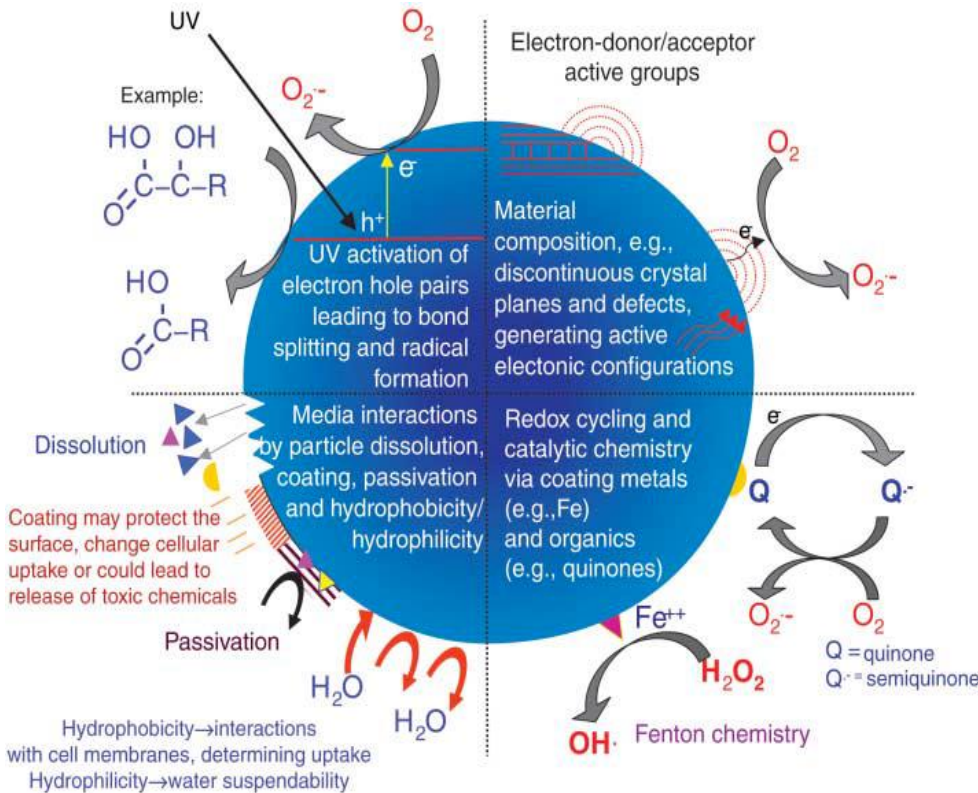 UV
O₂
O₂·-
Example:
HO OH
C–C–R
O
HO
C–R
O
e-
h⁺
UV activation of
electron hole pairs
leading to bond
splitting and radical
formation
Electron-donor/acceptor
active groups
O₂
e-
O₂·-
Material
composition, e.g.,
discontinuous crystal
planes and defects,
generating active
electonic configurations
Dissolution
Media interactions
by particle dissolution,
coating, passivation
and hydrophobicity/
hydrophilicity
Coating may protect the
surface, change cellular
uptake or could lead to
release of toxic chemicals
Passivation
H₂O
H₂O
Hydrophobicity→interactions
with cell membranes, determining uptake
Hydrophilicity→water suspendability
Redox cycling and
catalytic chemistry
via coating metals
(e.g.,Fe)
and organics
(e.g., quinones)
e-
Q
Q·-
O₂·-
O₂
Q = quinone
Q·- = semiquinone
Fe⁺⁺
H₂O₂
OH·
Fenton chemistry